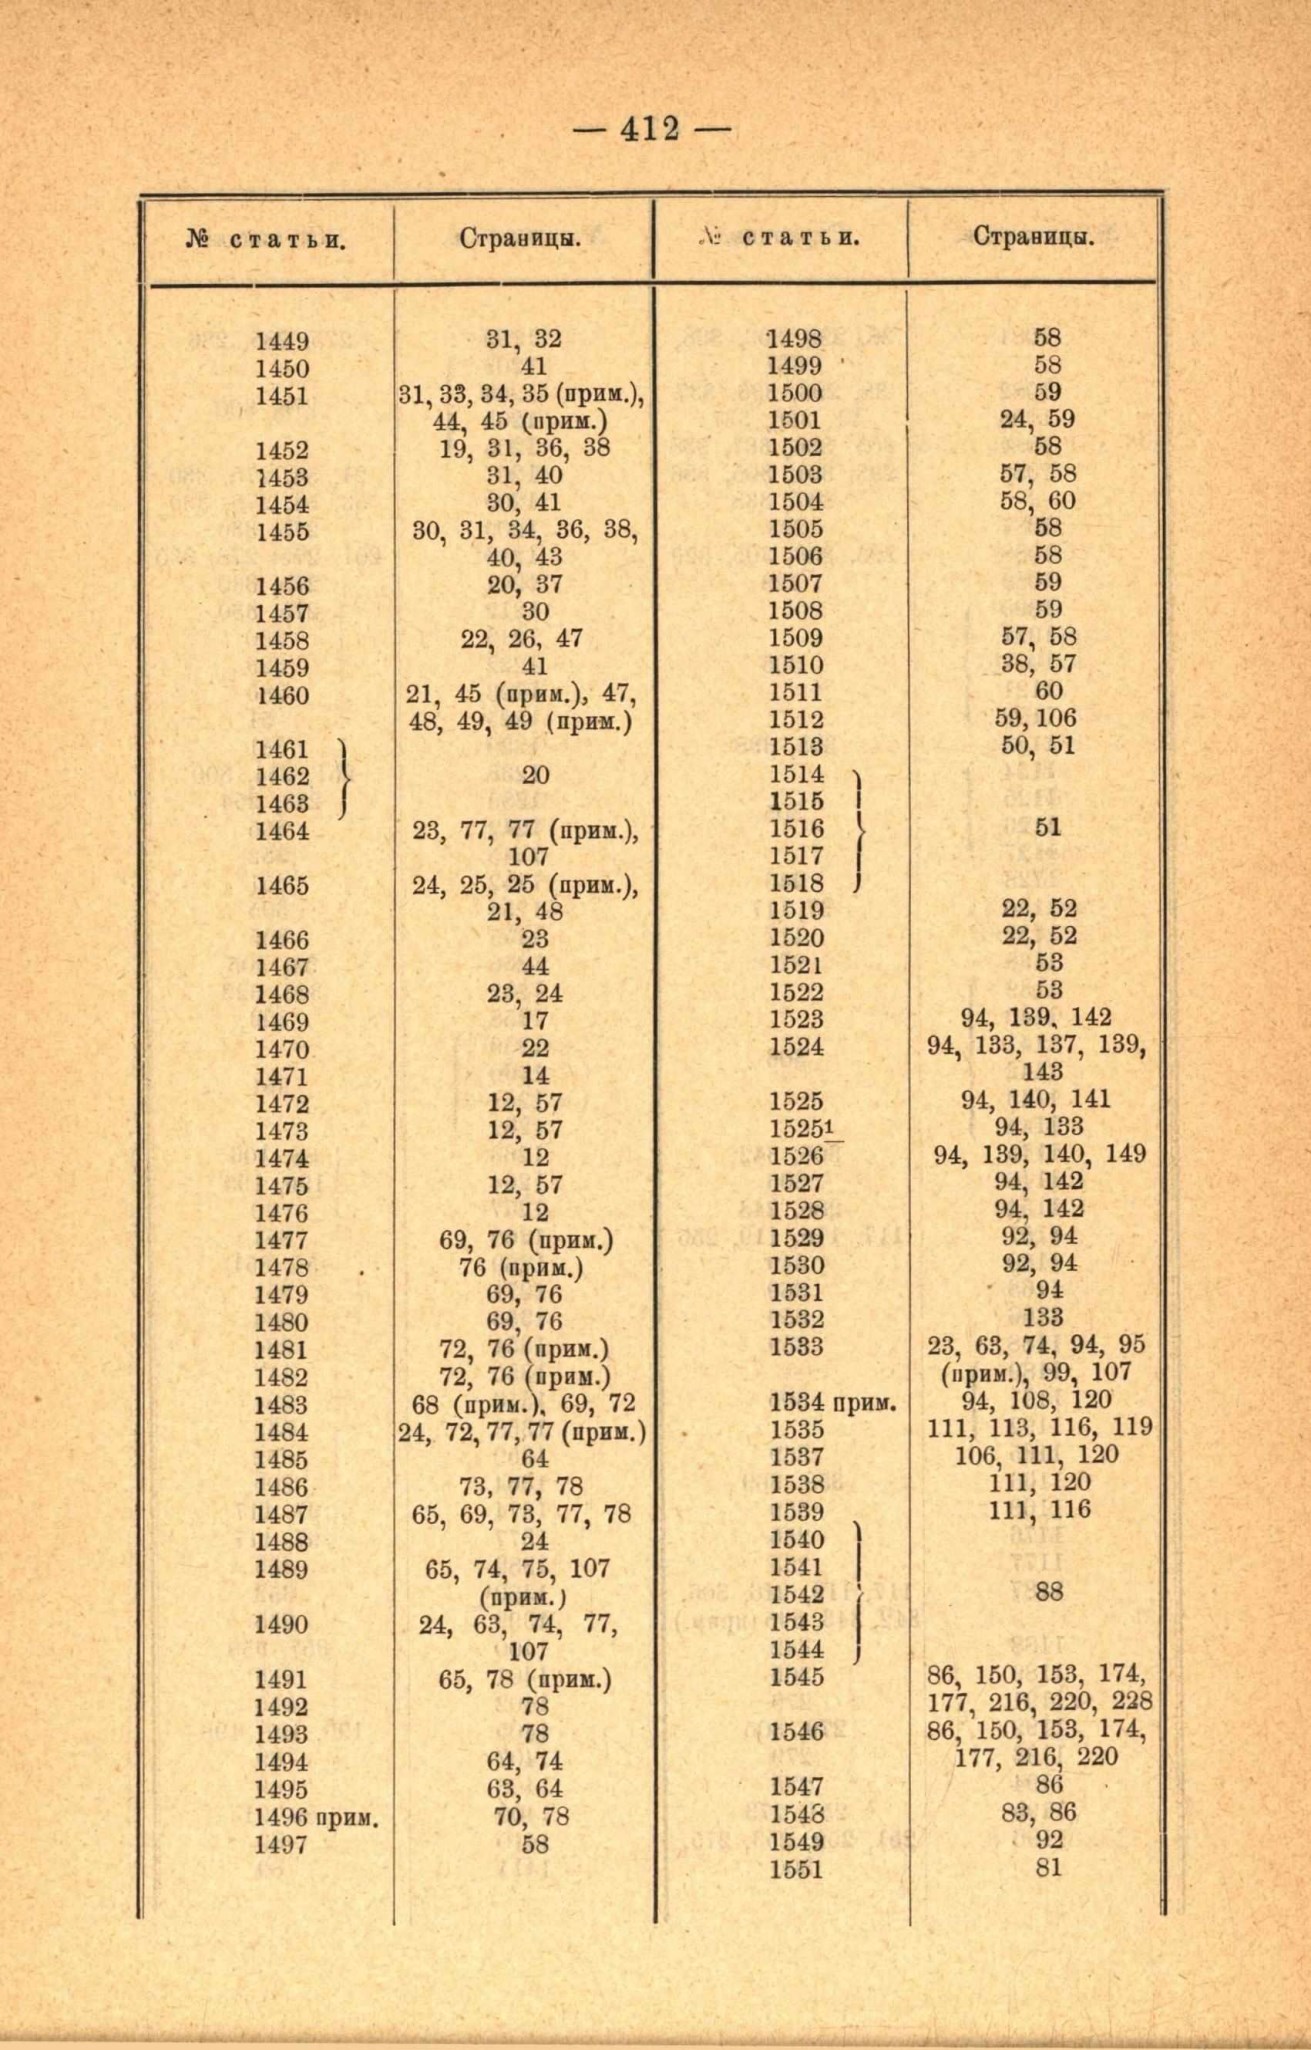 — 412 —
№ статьи. Страницы. № статьи. Страницы.
1449 31, 32
1450 41
1451 31, 33, 34, 35 (прим.),
44, 45 (прим.)
1452 19, 31, 36, 38
1453 31, 40
1454 30, 41
1455 30, 31, 34, 36, 38,
40, 43
1456 20, 37
1457 30
1458 22, 26, 47
1459 41
1460 21, 45 (прим.), 47,
48, 49, 49 (прим.)
1461
1462 20
1463
1464 23, 77, 77 (прим.),
107
1465 24, 25, 25 (прим.),
21, 48
1466 23
1467 44
1468 23, 24
1469 17
1470 22
1471 14
1472 12, 57
1473 12, 57
1474 12
1475 12, 57
1476 12
1477 69, 76 (прим.)
1478 76 (прим.)
1479 69, 76
1480 69, 76
1481 72, 76 (прим.)
1482 72, 76 (прим.)
1483 68 (прим.), 69, 72
1484 24, 72, 77, 77 (прим.)
1485 64
1486 73, 77, 78
1487 65, 69, 73, 77, 78
1488 24
1489 65, 74, 75, 107
(прим.)
1490 24, 63, 74, 77,
107
1491 65, 78 (прим.)
1492 78
1493 78
1494 64, 74
1495 63, 64
1496 прим. 70, 78
1497 58
1498 58
1499 58
1500 59
1501 24, 59
1502 58
1503 57, 58
1504 58, 60
1505 58
1506 58
1507 59
1508 59
1509 57, 58
1510 38, 57
1511 60
1512 59, 106
1513 50, 51
1514
1515
1516 51
1517
1518
1519 22, 52
1520 22, 52
1521 53
1522 53
1523 94, 139, 142
1524 94, 133, 137, 139,
143
1525 94, 140, 141
1525¹ 94, 133
1526 94, 139, 140, 149
1527 94, 142
1528 94, 142
1529 92, 94
1530 92, 94
1531 94
1532 133
1533 23, 63, 74, 94, 95
(прим.), 99, 107
1534 прим. 94, 108, 120
1535 111, 113, 116, 119
1537 106, 111, 120
1538 111, 120
1539 111, 116
1540
1541
1542 88
1543
1544
1545 86, 150, 153, 174,
177, 216, 220, 228
1546 86, 150, 153, 174,
177, 216, 220
1547 86
1548 83, 86
1549 92
1551 81